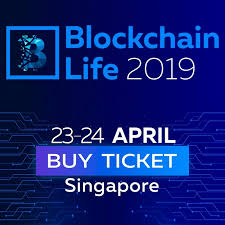 Blockchain
Life 2019
23-24 APRIL
BUY TICKET
Singapore